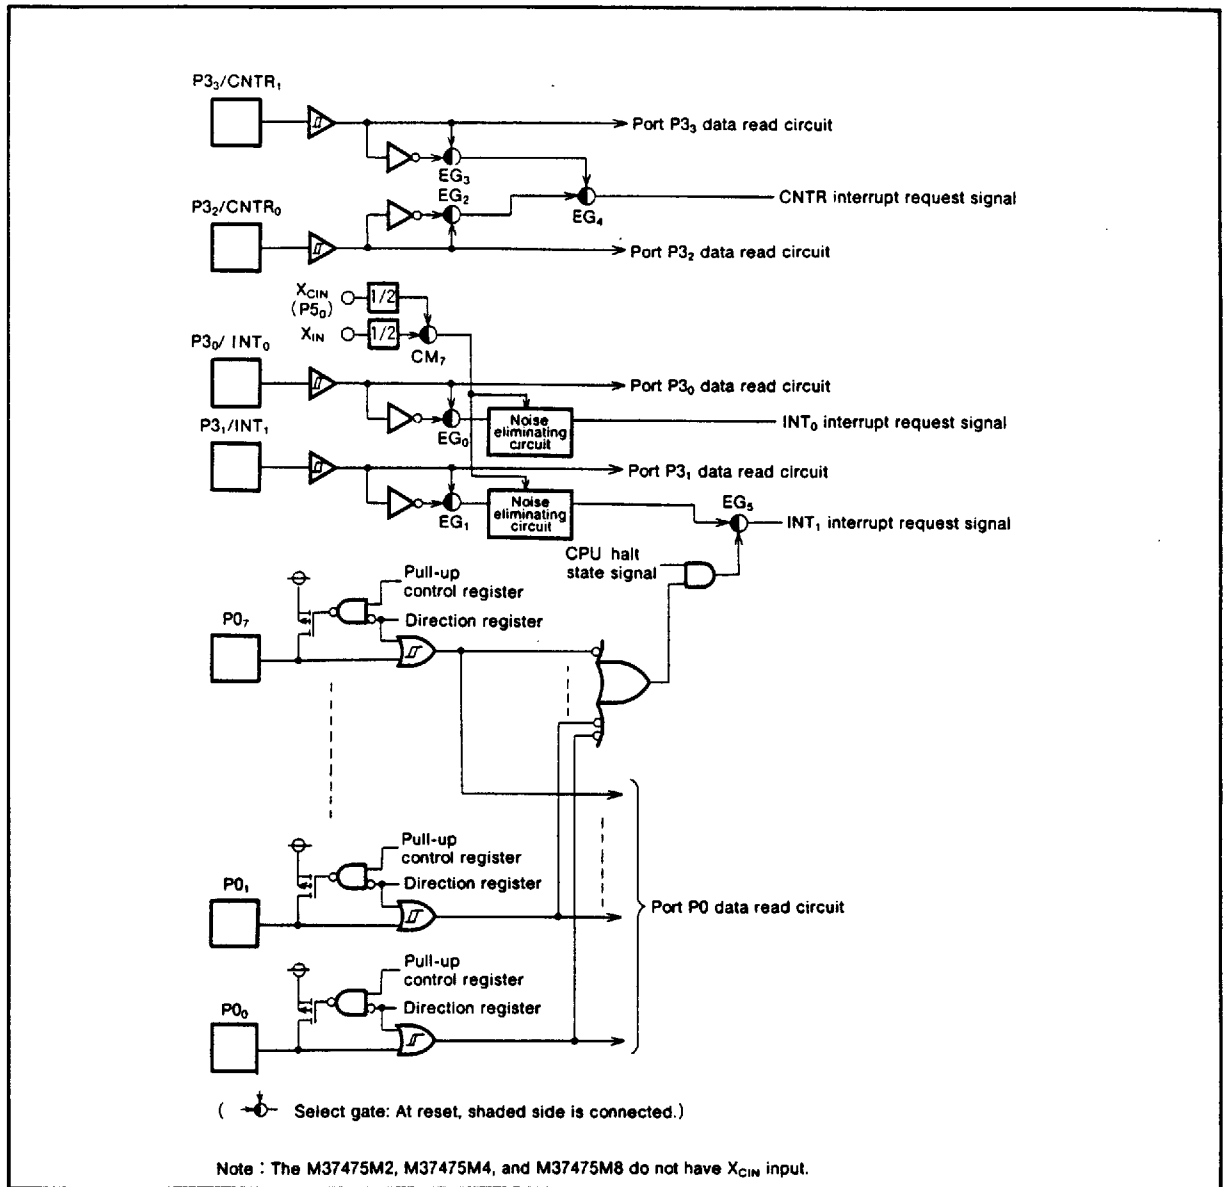 P3₃/CNTR₁
Port P3₃ data read circuit
EG₃
EG₂
P3₂/CNTR₀
EG₄
CNTR interrupt request signal
Port P3₂ data read circuit
X_CIN
(P5₀)
1/2
X_IN
1/2
CM₇
P3₀/ INT₀
Port P3₀ data read circuit
EG₀
Noise
eliminating
circuit
INT₀ interrupt request signal
P3₁/INT₁
Port P3₁ data read circuit
EG₁
Noise
eliminating
circuit
EG₅
INT₁ interrupt request signal
CPU halt
state signal
Pull-up
control register
Direction register
P0₇
Pull-up
control register
Direction register
P0₁
Port P0 data read circuit
Pull-up
control register
Direction register
P0₀
( Select gate: At reset, shaded side is connected.)
Note : The M37475M2, M37475M4, and M37475M8 do not have X_CIN input.